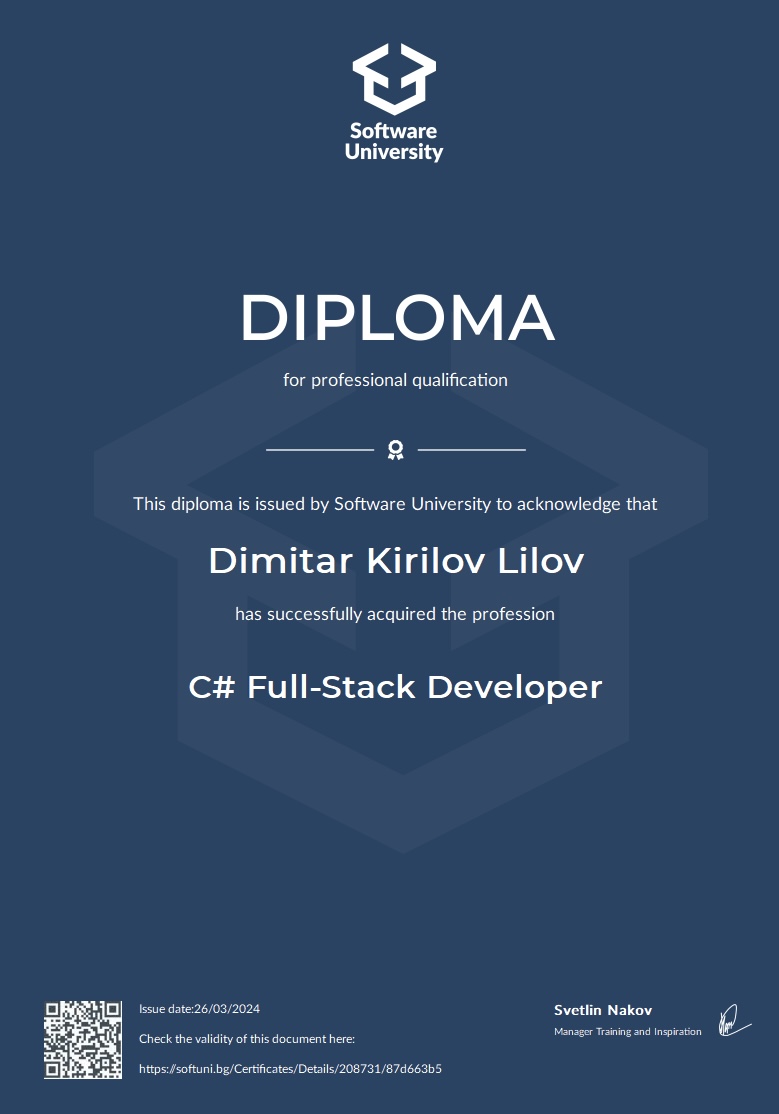 Software
University
DIPLOMA
for professional qualification
This diploma is issued by Software University to acknowledge that
Dimitar Kirilov Lilov
has successfully acquired the profession
C# Full-Stack Developer
Issue date:26/03/2024
Check the validity of this document here:
https://softuni.bg/Certificates/Details/208731/87d663b5
Svetlin Nakov
Manager Training and Inspiration